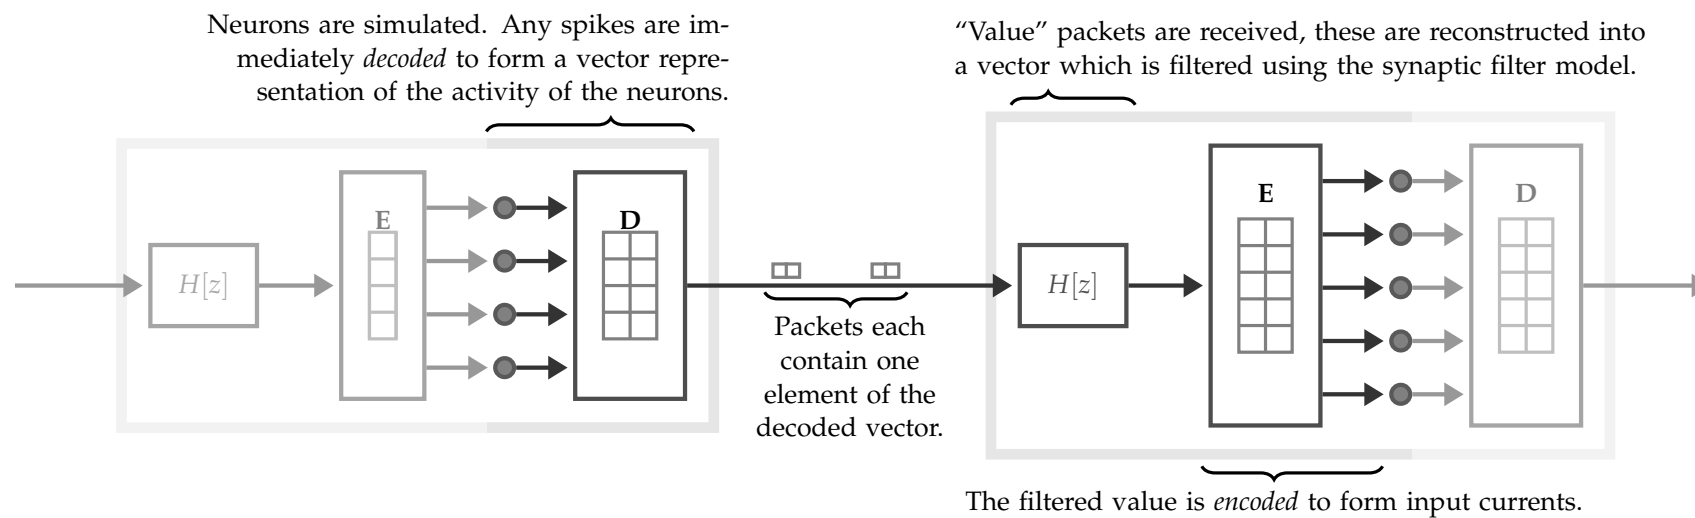 Neurons are simulated. Any spikes are im-
mediately decoded to form a vector repre-
sentation of the activity of the neurons.
“Value” packets are received, these are reconstructed into
a vector which is filtered using the synaptic filter model.
H[z]
E
D
Packets each
contain one
element of the
decoded vector.
H[z]
E
D
The filtered value is encoded to form input currents.